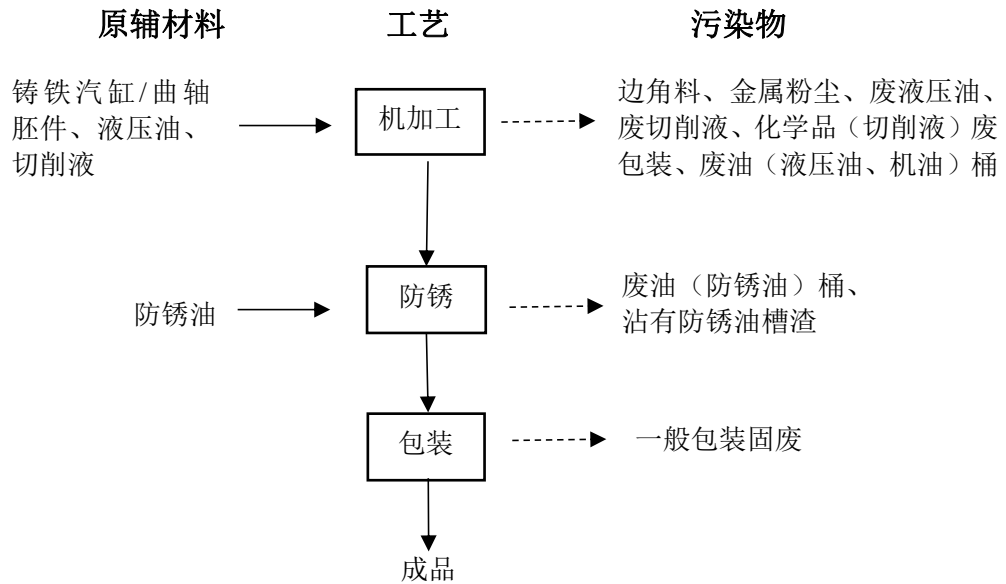 原辅材料
工艺
污染物
铸铁汽缸/曲轴
胚件、液压油、
切削液
机加工
边角料、金属粉尘、废液压油、
废切削液、化学品（切削液）废
包装、废油（液压油、机油）桶
防锈油
防锈
废油（防锈油）桶、
沾有防锈油槽渣
包装
一般包装固废
成品